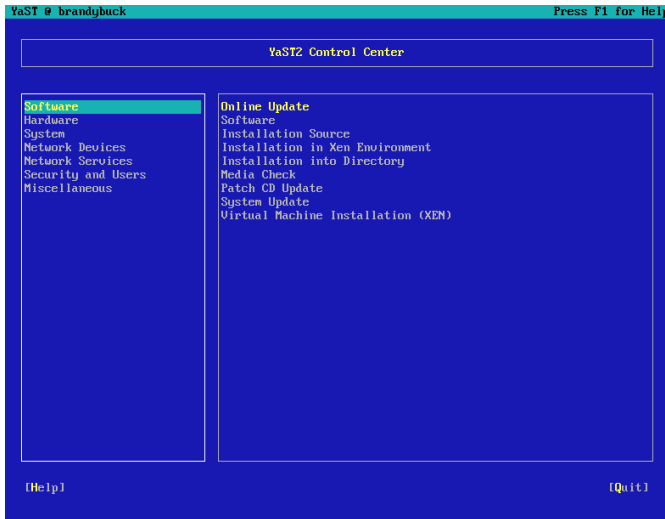 YaST @ brandybuck Press F1 for Hel
YaST2 Control Center
Software
Hardware
System
Network Devices
Network Services
Security and Users
Miscellaneous
Online Update
Software
Installation Source
Installation in Xen Environment
Installation into Directory
Media Check
Patch CD Update
System Update
Virtual Machine Installation (XEN)
[Help] [Quit]